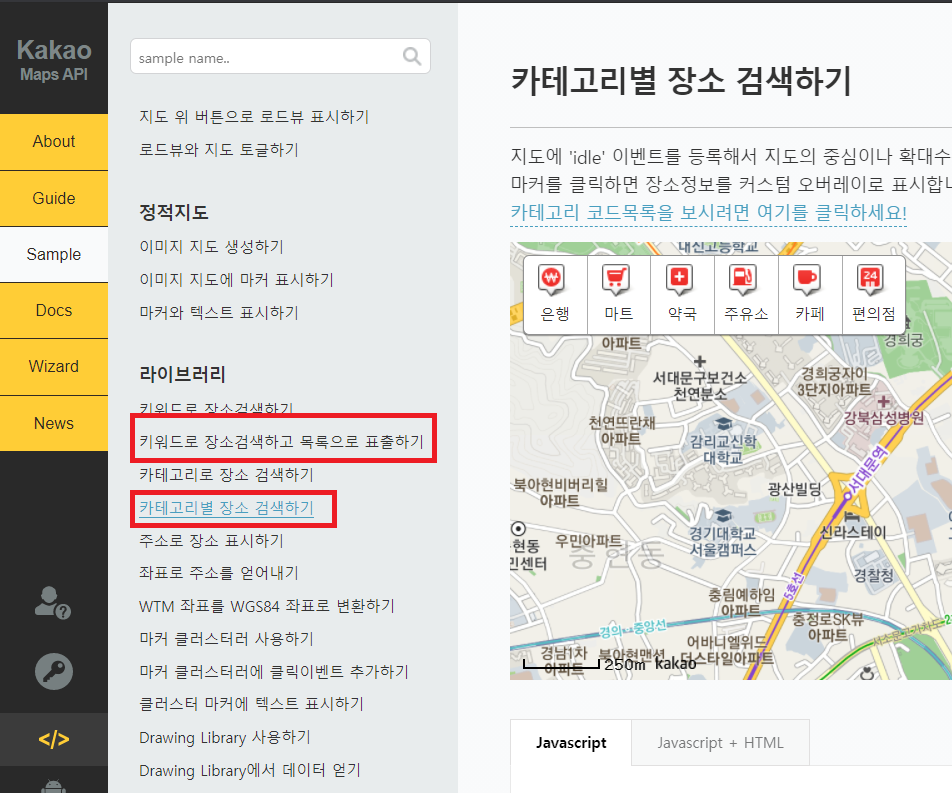 Kakao
Maps API
About
Guide
Sample
Docs
Wizard
News
</>
sample name..
지도 위 버튼으로 로드뷰 표시하기
로드뷰와 지도 토글하기
정적지도
이미지 지도 생성하기
이미지 지도에 마커 표시하기
마커와 텍스트 표시하기
라이브러리
키워드로 장소검색하기
키워드로 장소검색하고 목록으로 표출하기
카테고리로 장소 검색하기
카테고리별 장소 검색하기
주소로 장소 표시하기
좌표로 주소를 얻어내기
WTM 좌표를 WGS84 좌표로 변환하기
마커 클러스터러 사용하기
마커 클러스터러에 클릭이벤트 추가하기
클러스터 마커에 텍스트 표시하기
Drawing Library 사용하기
Drawing Library에서 데이터 얻기
카테고리별 장소 검색하기
지도에 'idle' 이벤트를 등록해서 지도의 중심이나 확대수
마커를 클릭하면 장소정보를 커스텀 오버레이로 표시합니
카테고리 코드목록을 보시려면 여기를 클릭하세요!
대신고등학교
24
은행 마트 약국 주유소 카페 편의점
아파트
경희궁
서대문구보건소
천연분소
경희궁자이
3단지아파트
강북삼성병원
천연뜨란채
아파트
감리교신학
대학교
서대문역
북아현비버리힐
아파트
광산빌딩
현동
민센터
우민아파트
중현동
경기대학교
서울캠퍼스
신라스테이
경찰청
5호선
충림예하임
아파트
충정로SK뷰
아파트
경의·중앙선
어바니엘위드
더스타일아파트
경남1차
아파트
북아현맨션
250m kakao
Javascript
Javascript + HTML